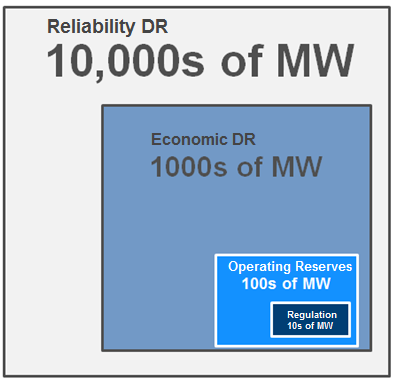 Reliability DR
10,000s of MW
Economic DR
1000s of MW
Operating Reserves
100s of MW
Regulation
10s of MW